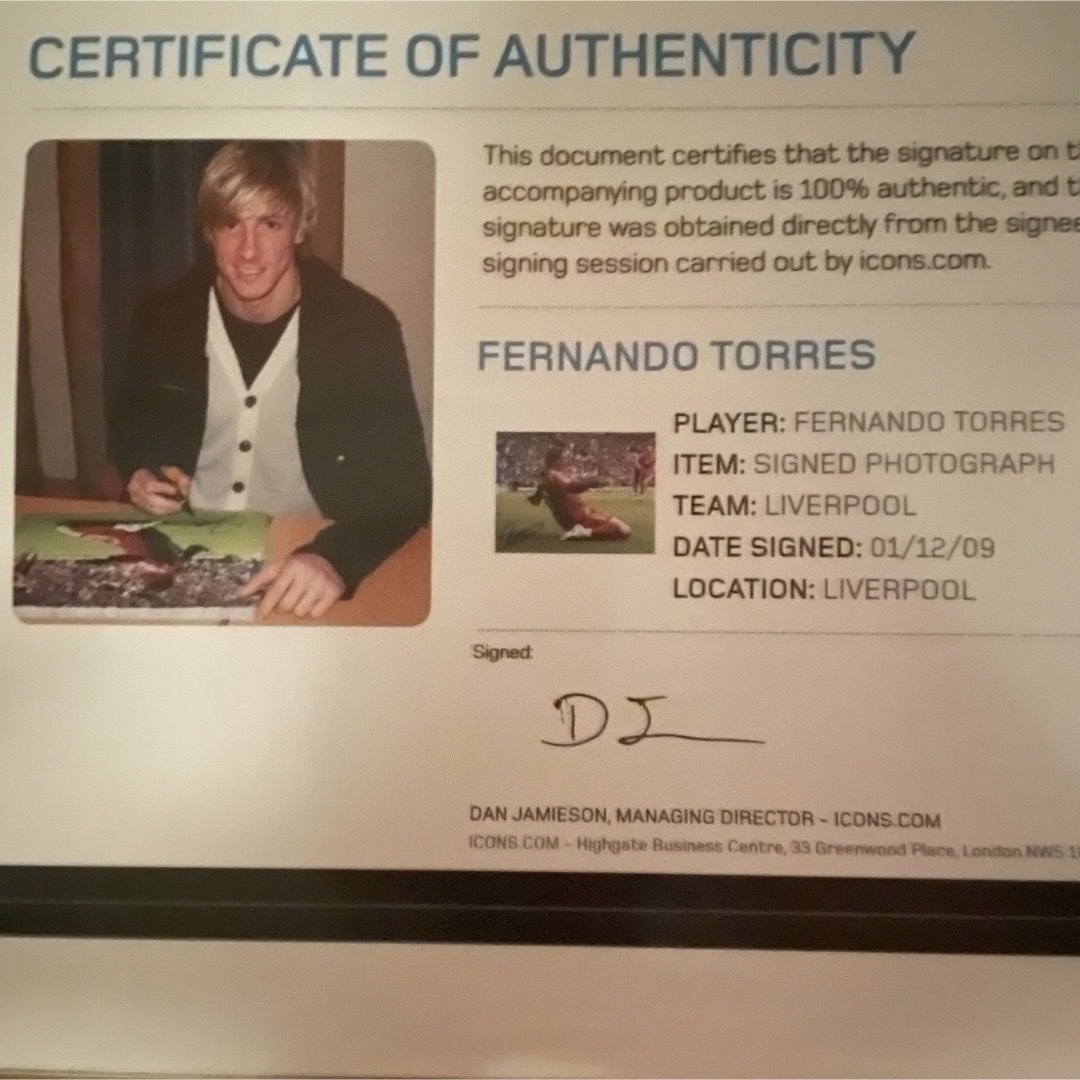 CERTIFICATE OF AUTHENTICITY
This document certifies that the signature on
accompanying product is 100% authentic, and
signature was obtained directly from the
signing session carried out by icons.com.
FERNANDO TORRES
PLAYER: FERNANDO TORRES
ITEM: SIGNED PHOTOGRAPH
TEAM: LIVERPOOL
DATE SIGNED: 01/12/09
LOCATION: LIVERPOOL
Signed:
DJ
DAN JAMIESON, MANAGING DIRECTOR - ICONS.COM
ICONS.COM - Highgate Business Centre, 33 Greenwood Place, London NW5